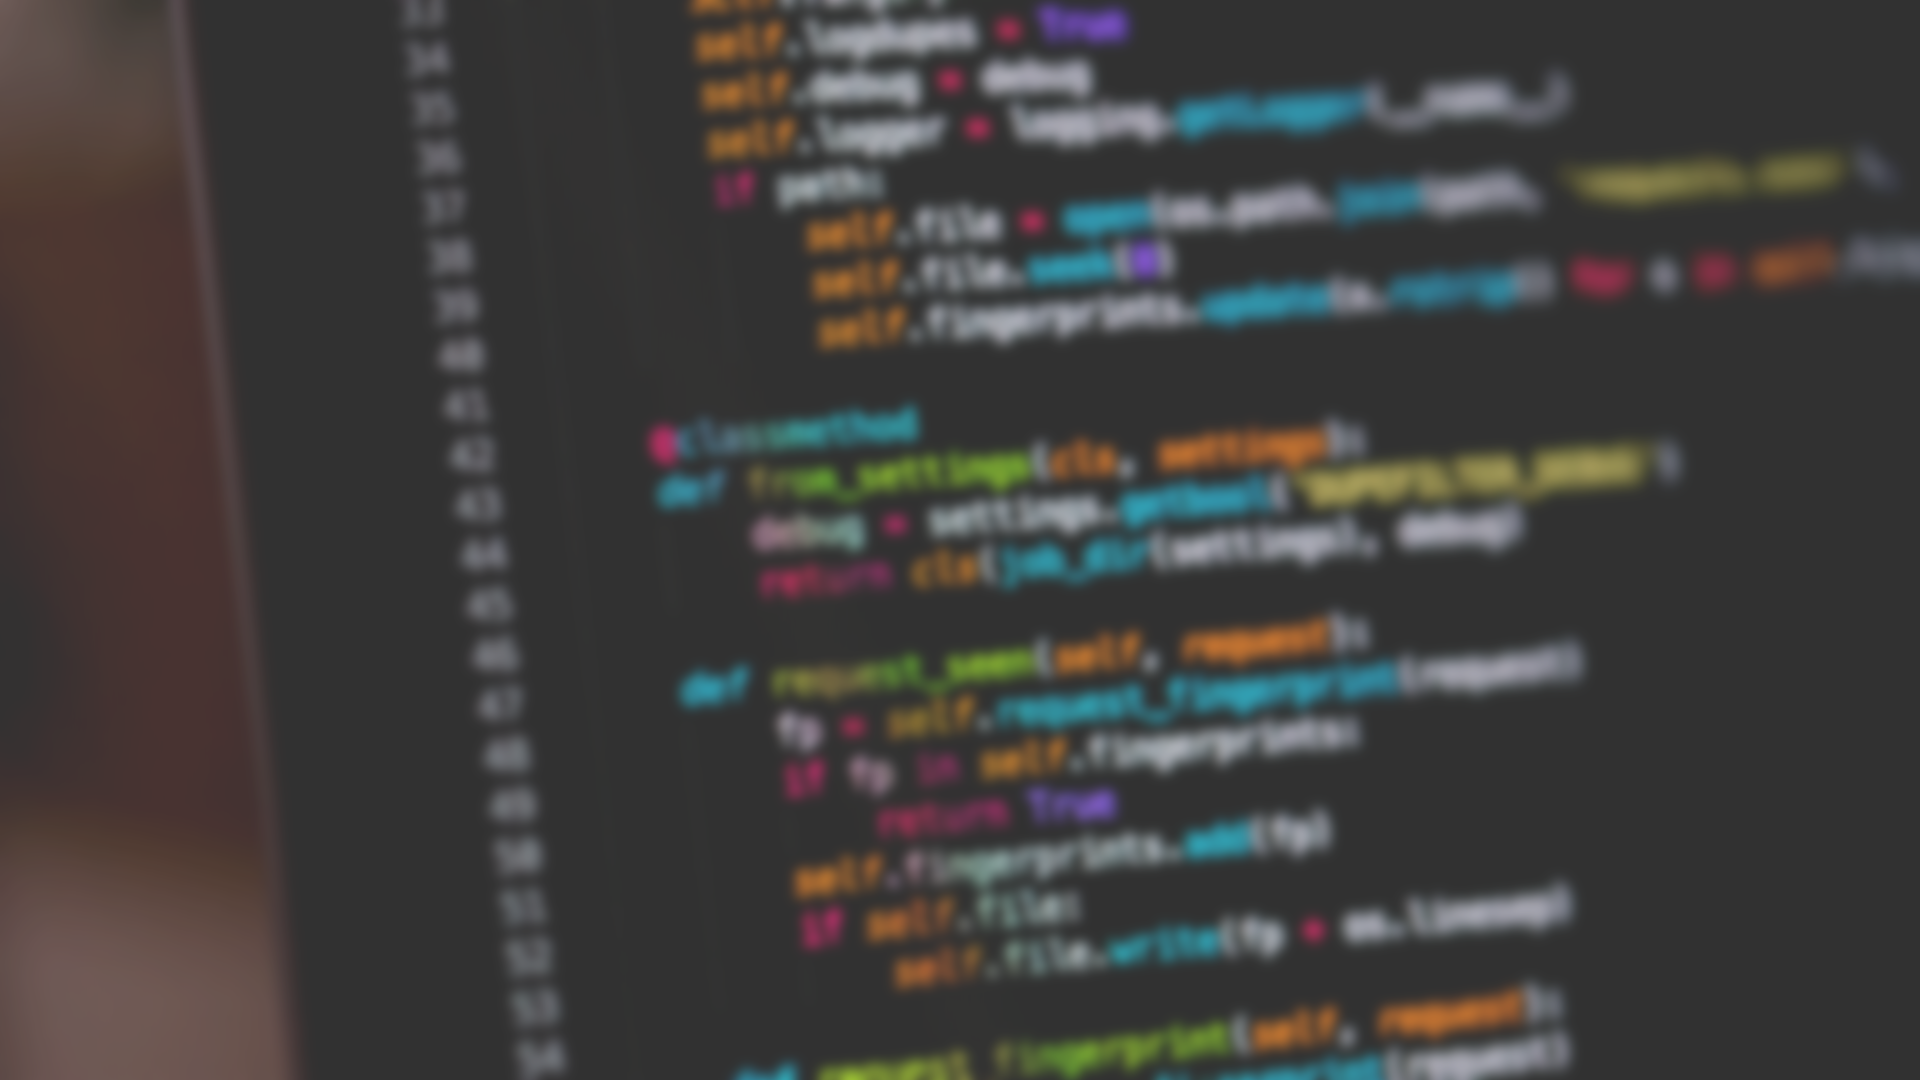 33
34 self.logdupes = True
35 self.debug = debug
36 self.logger = logging.getLogger(__name__)
37 if path:
38 self.file = open(os.path.join(path,
39 self.file.seek(0)
40 self.fingerprints.update(x.rstrip() for x in self.file
41
42 @classmethod
43 def from_settings(cls, settings):
44 debug = settings.getbool('DUPEFILTER_DEBUG')
45 return cls(job_dir(settings), debug)
46
47 def request_seen(self, request):
48 fp = self.request_fingerprint(request)
49 if fp in self.fingerprints:
50 return True
51 self.fingerprints.add(fp)
52 if self.file:
53 self.file.write(fp + os.linesep)
54
def request_fingerprint(self, request):
(request)